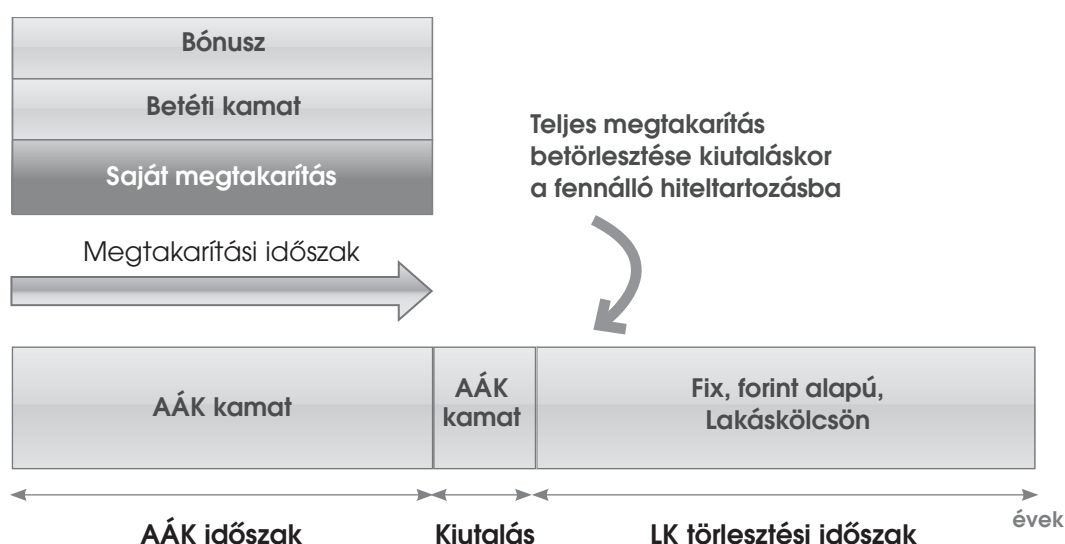 Bónusz
Betéti kamat
Saját megtakarítás
Teljes megtakarítás
betörlesztése kiutaláskor
a fennálló hiteltartozásba
Megtakarítási időszak
AÁK kamat
AÁK
kamat
Fix, forint alapú,
Lakáskölcsön
évek
AÁK időszak
Kiutalás
LK törlesztési időszak